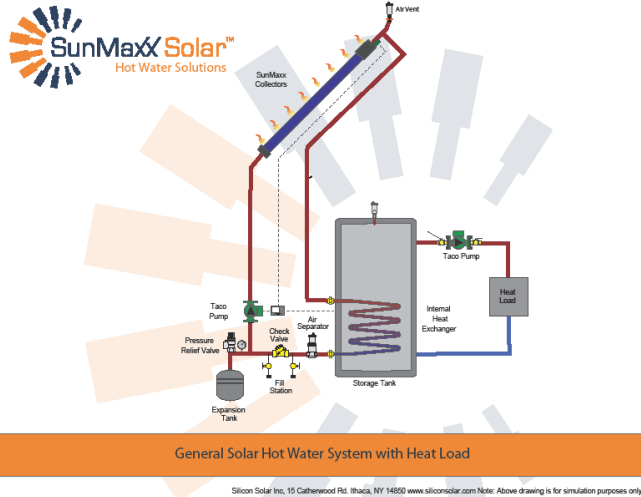 Air Vent
SunMaxx Solar™
Hot Water Solutions
SunMaxx
Collectors
Taco Pump
Heat
Load
Taco
Pump
Internal
Heat
Exchanger
Air
Separator
Check
Valve
Pressure
Relief Valve
Fill
Station
Storage Tank
Expansion
Tank
General Solar Hot Water System with Heat Load
Silicon Solar Inc, 15 Catherwood Rd. Ithaca, NY 14850 www.siliconsolar.com Note: Above drawing is for simulation purposes only